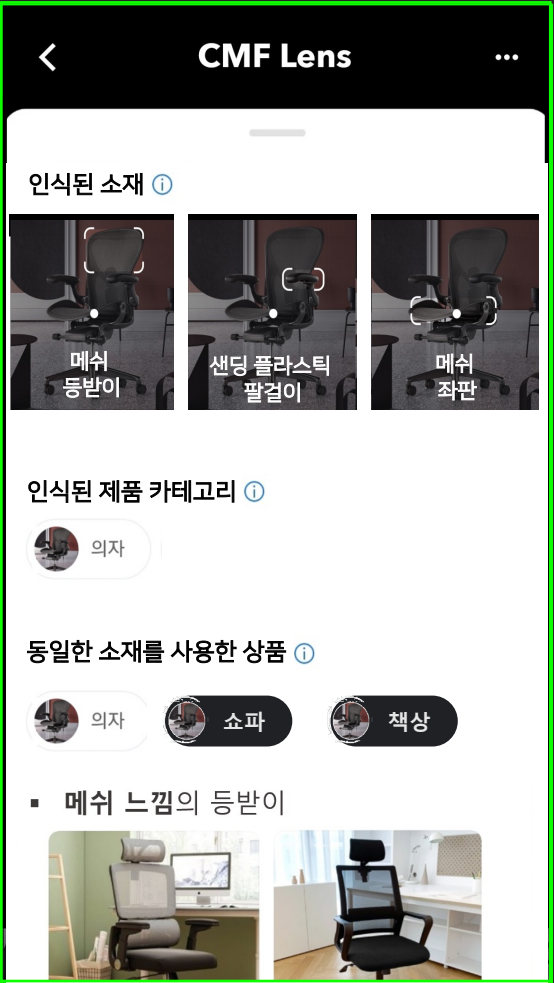 CMF Lens
인식된 소재
메쉬
등받이
샌딩 플라스틱
팔걸이
메쉬
좌판
인식된 제품 카테고리
의자
동일한 소재를 사용한 상품
의자
쇼파
책상
▪ 메쉬 느낌의 등받이